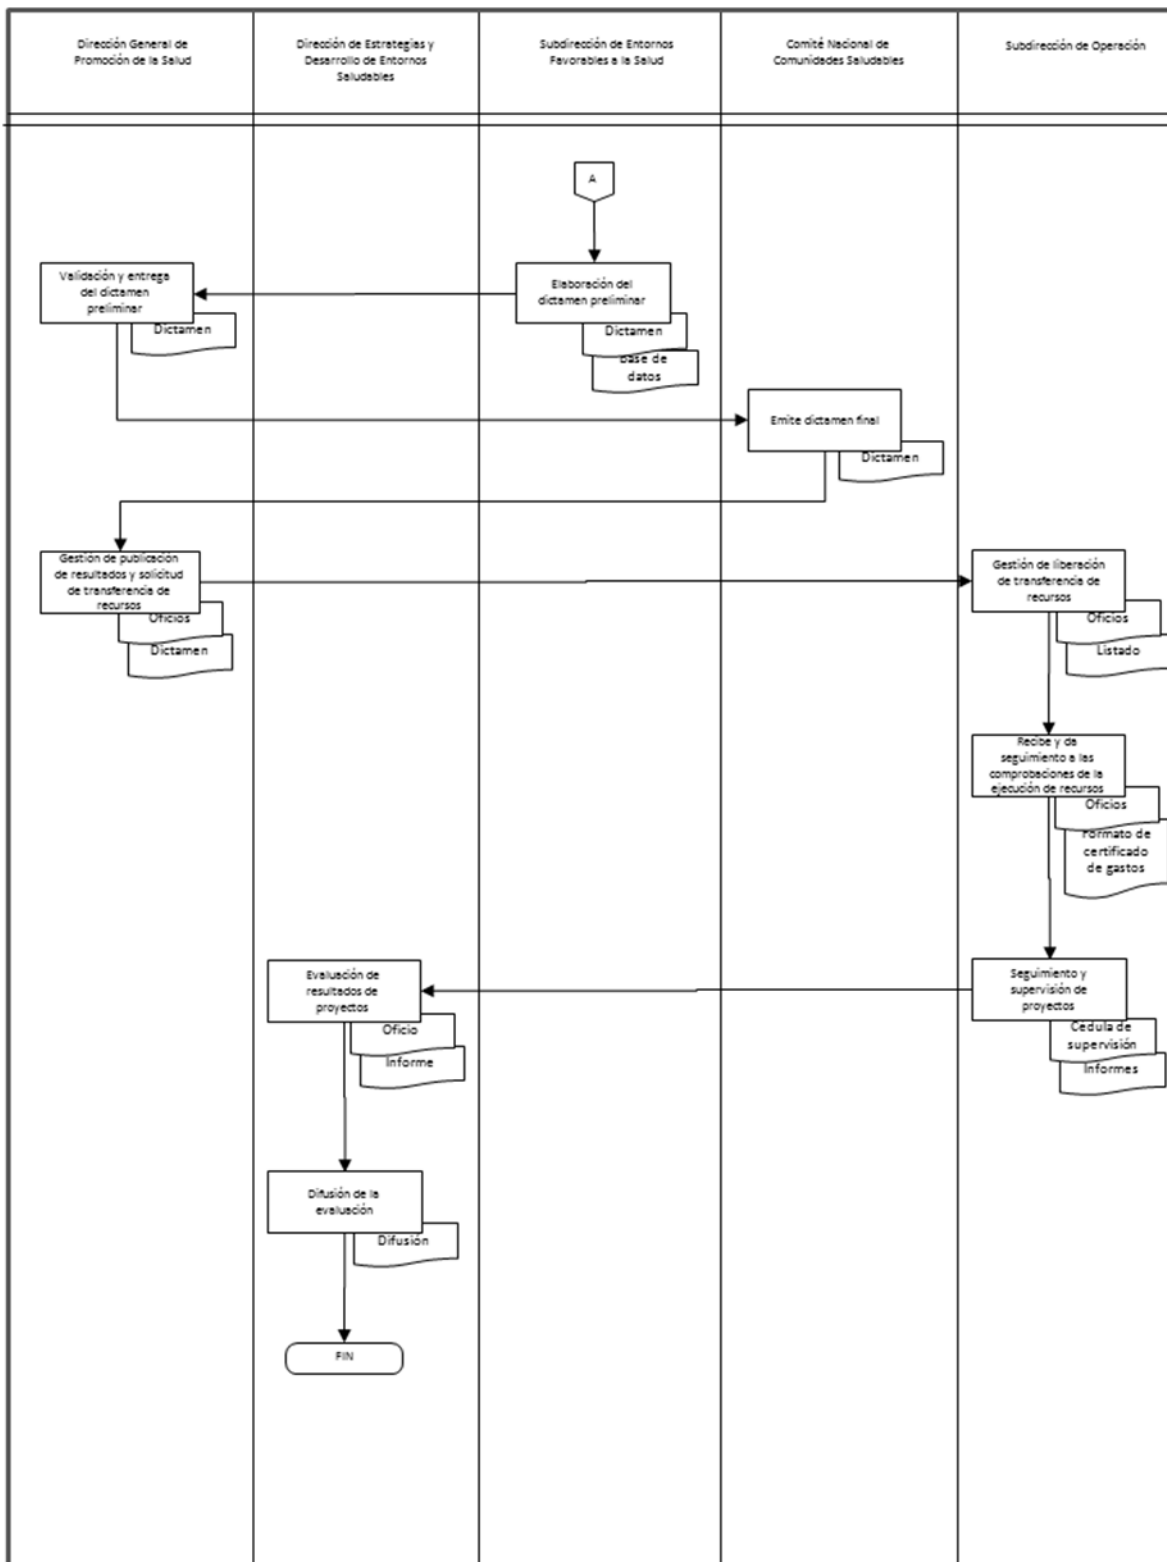 Dirección General de
Promoción de la Salud
Dirección de Estrategias y
Desarrollo de Entornos
Saludables
Subdirección de Entornos
Favorables a la Salud
Comité Nacional de
Comunidades Saludables
Subdirección de Operación
A
Validación y entrega
del dictamen
preliminar
Dictamen
Elaboración del
dictamen preliminar
Dictamen
Base de
datos
Emite dictamen final
Dictamen
Gestión de publicación
de resultados y solicitud
de transferencia de
recursos
Oficios
Dictamen
Gestión de liberación
de transferencia de
recursos
Oficios
Listado
Recibe y da
seguimiento a las
comprobaciones de la
ejecución de recursos
Oficios
Formato de
certificado
de gastos
Evaluación de
resultados de
proyectos
Oficio
Informe
Seguimiento y
supervisión de
proyectos
Cedula de
supervisión
Informes
Difusión de la
evaluación
Difusión
FIN